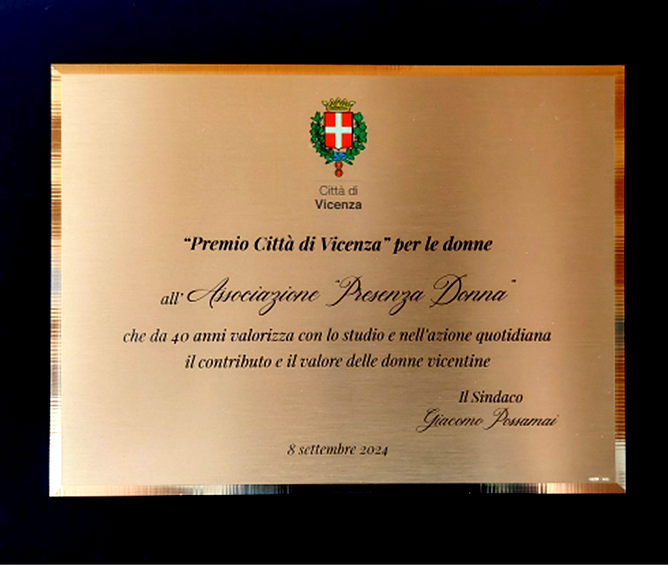 Città di
Vicenza
“Premio Città di Vicenza” per le donne
all’ Associazione “Presenza Donna”
che da 40 anni valorizza con lo studio e nell'azione quotidiana
il contributo e il valore delle donne vicentine
Il Sindaco
Giacomo Possamai
8 settembre 2024